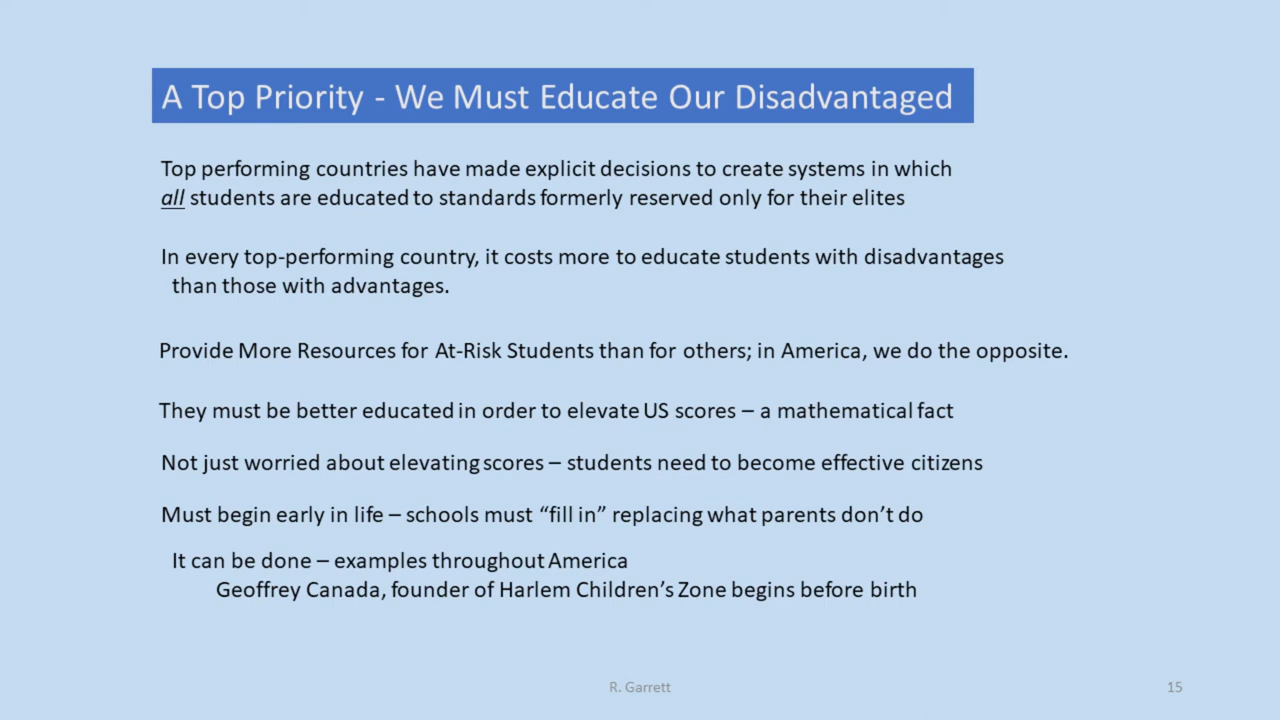 A Top Priority - We Must Educate Our Disadvantaged
Top performing countries have made explicit decisions to create systems in which
all students are educated to standards formerly reserved only for their elites
In every top-performing country, it costs more to educate students with disadvantages
than those with advantages.
Provide More Resources for At-Risk Students than for others; in America, we do the opposite.
They must be better educated in order to elevate US scores – a mathematical fact
Not just worried about elevating scores – students need to become effective citizens
Must begin early in life – schools must “fill in” replacing what parents don’t do
It can be done – examples throughout America
Geoffrey Canada, founder of Harlem Children’s Zone begins before birth
R. Garrett
15